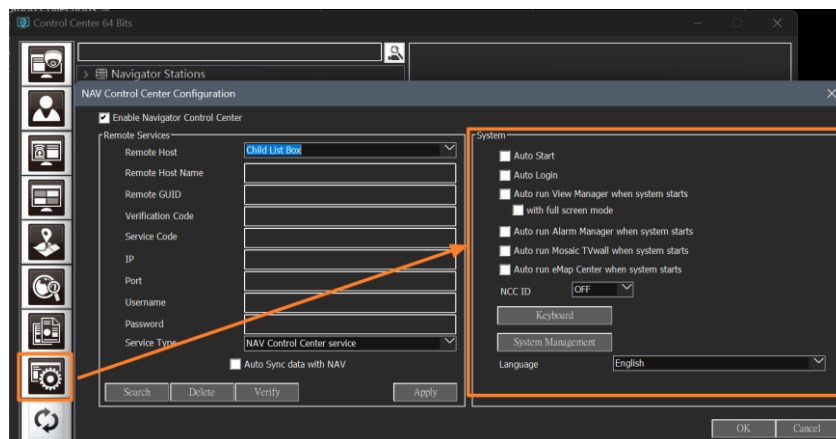 Control Center 64 Bits
Navigator Stations
NAV Control Center Configuration
Enable Navigator Control Center
Remote Services
Remote Host
Child List Box
Remote Host Name
Remote GUID
Verification Code
Service Code
IP
Port
Username
Password
Service Type
NAV Control Center service
Auto Sync data with NAV
Search
Delete
Verify
Apply
System
Auto Start
Auto Login
Auto run View Manager when system starts
with full screen mode
Auto run Alarm Manager when system starts
Auto run Mosaic TVwall when system starts
Auto run eMap Center when system starts
NCC ID
OFF
Keyboard
System Management
Language
English
OK
Cancel